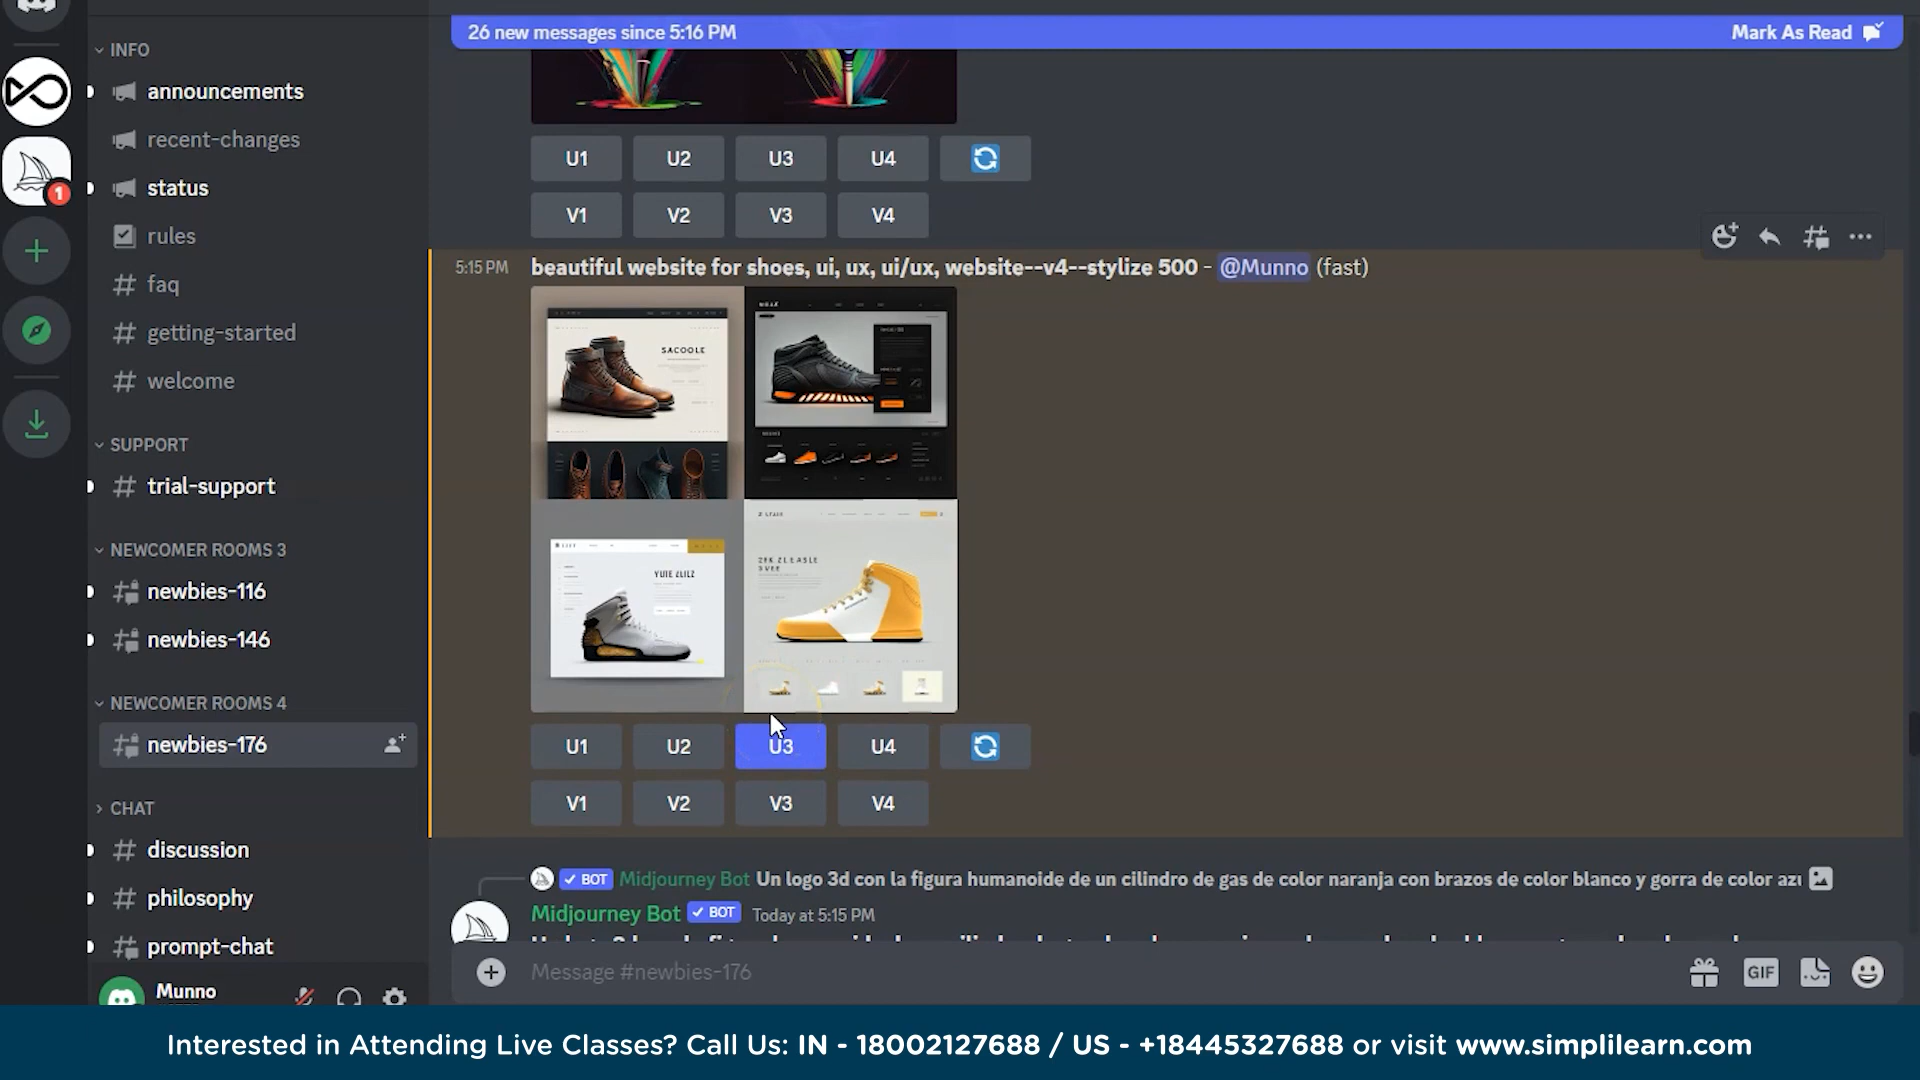 26 new messages since 5:16 PM
Mark As Read
INFO
announcements
recent-changes
status
rules
faq
getting-started
welcome
SUPPORT
trial-support
NEWCOMER ROOMS 3
newbies-116
newbies-146
NEWCOMER ROOMS 4
newbies-176
CHAT
discussion
philosophy
prompt-chat
Munno
1
U1 U2 U3 U4
V1 V2 V3 V4
5:15 PM beautiful website for shoes, ui, ux, ui/ux, website--v4--stylize 500 - @Munno (fast)
SACOOLE
U1 U2 U3 U4
V1 V2 V3 V4
BOT Midjourney Bot Un logo 3d con la figura humanoide de un cilindro de gas de color naranja con brazos de color blanco y gorra de color azu
Midjourney Bot BOT Today at 5:15 PM
Message #newbies-176
GIF
Interested in Attending Live Classes? Call Us: IN - 18002127688 / US - +18445327688 or visit www.simplilearn.com